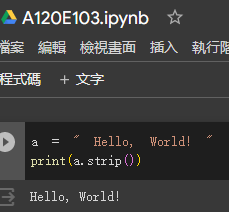 A120E103.ipynb
檔案 編輯 檢視畫面 插入 執行階
程式碼 + 文字
a = " Hello, World! "
print(a.strip())
Hello, World!